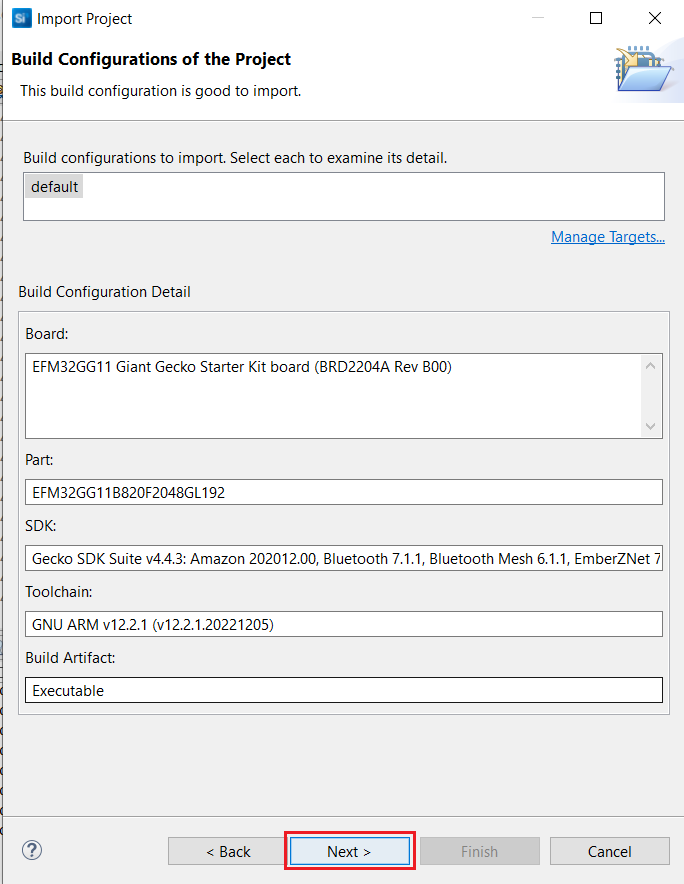 Si Import Project
Build Configurations of the Project
This build configuration is good to import.
Build configurations to import. Select each to examine its detail.
default
Manage Targets...
Build Configuration Detail
Board:
EFM32GG11 Giant Gecko Starter Kit board (BRD2204A Rev B00)
Part:
EFM32GG11B820F2048GL192
SDK:
Gecko SDK Suite v4.4.3: Amazon 202012.00, Bluetooth 7.1.1, Bluetooth Mesh 6.1.1, EmberZNet 7
Toolchain:
GNU ARM v12.2.1 (v12.2.1.20221205)
Build Artifact:
Executable
? < Back Next > Finish Cancel